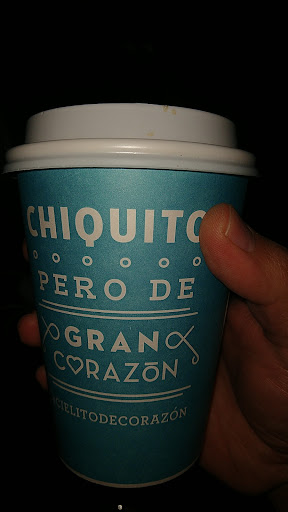 CHIQUITO
PERO DE
GRAN
CORAZÓN
#CIELITODECORAZÓN